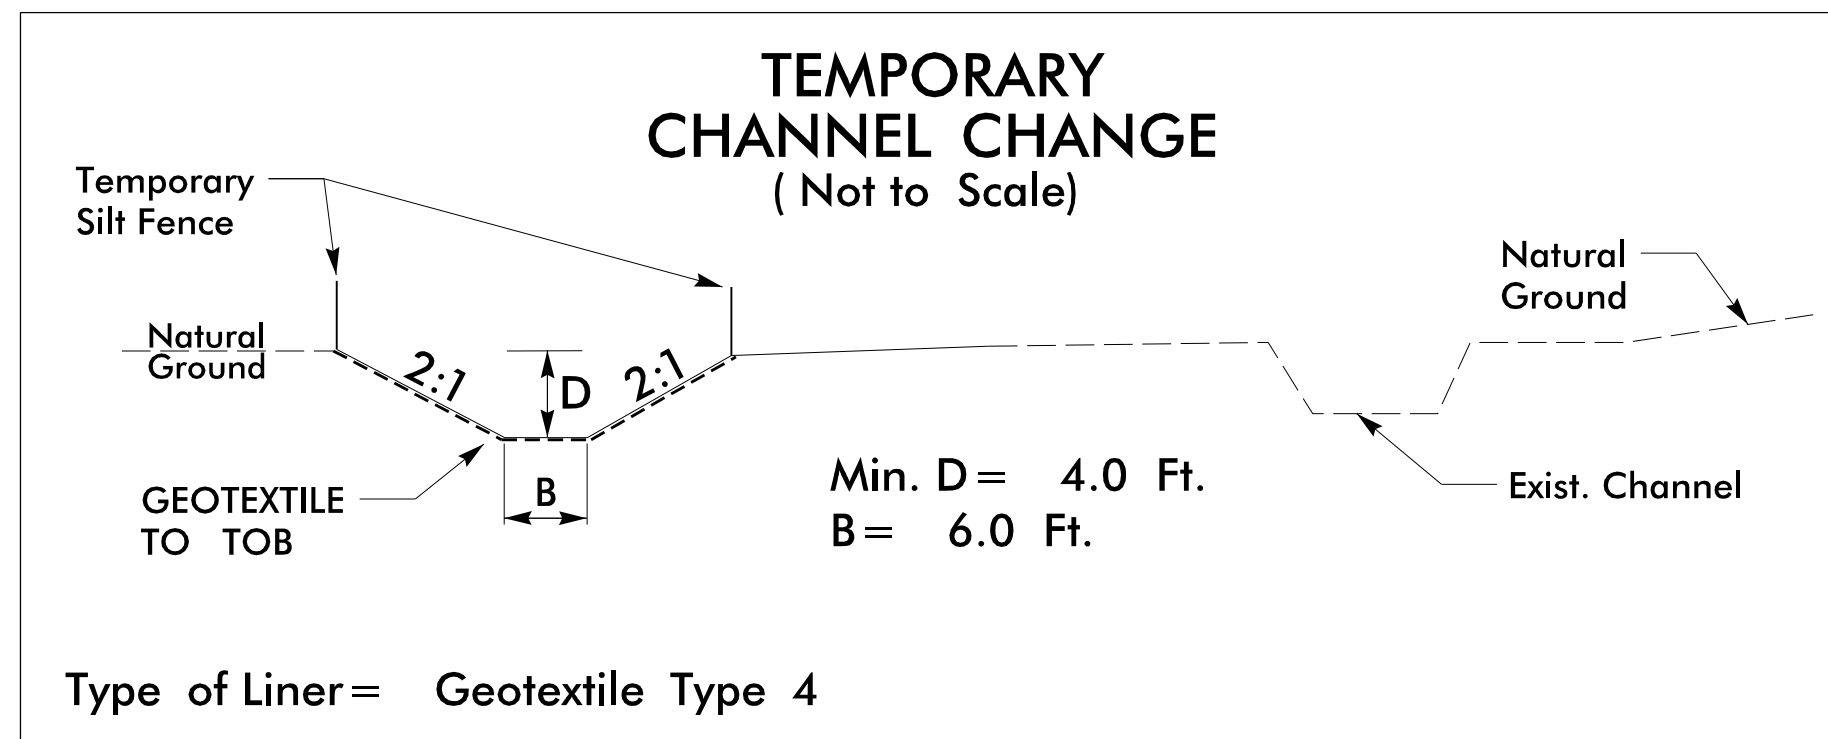 TEMPORARY
CHANNEL CHANGE
( Not to Scale)
Temporary
Silt Fence
Natural
Ground
Natural
Ground
2:1
D
2:1
GEOTEXTILE
TO TOB
B
Min. D = 4.0 Ft.
B = 6.0 Ft.
Exist. Channel
Type of Liner = Geotextile Type 4